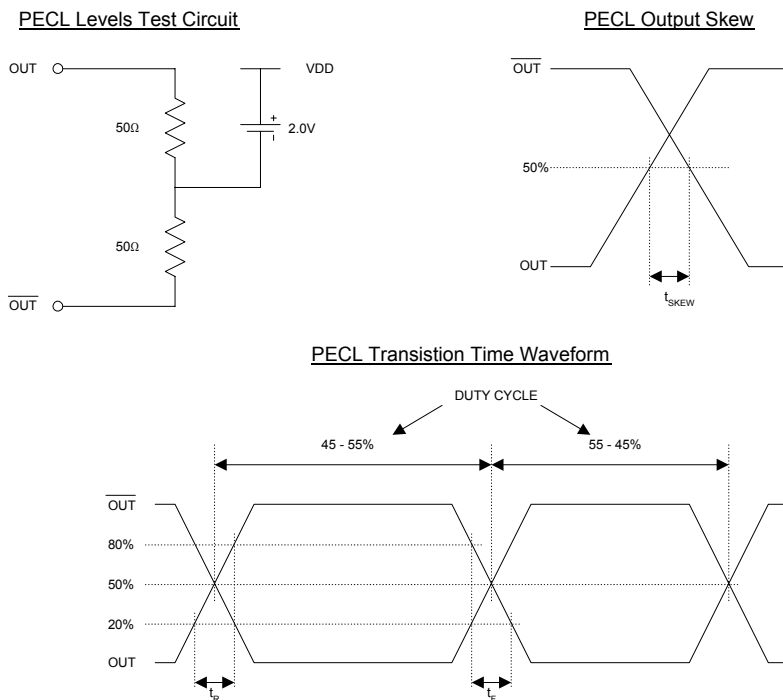 PECL Levels Test Circuit
OUT
VDD
50Ω
+
2.0V
-
50Ω
OUT
PECL Output Skew
OUT
50%
OUT
tSKEW
PECL Transistion Time Waveform
DUTY CYCLE
45 - 55%
55 - 45%
OUT
80%
50%
20%
OUT
tR
tF